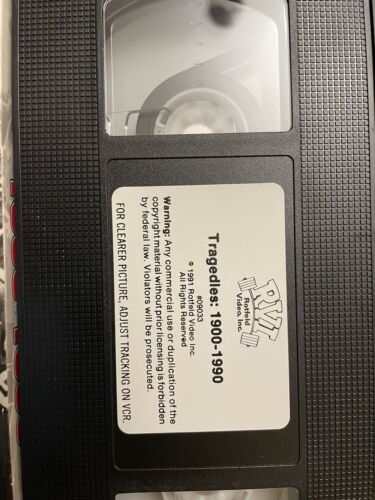 RVI
Rotfeld
Video, Inc.
Tragedies: 1900-1990
#09033
© 1991 Rotfeld Video Inc.
All Rights Reserved
Warning: Any commercial use or duplication of the
copyright material without prior licensing is forbidden
by federal law. Violators will be prosecuted.
FOR CLEARER PICTURE, ADJUST TRACKING ON VCR.